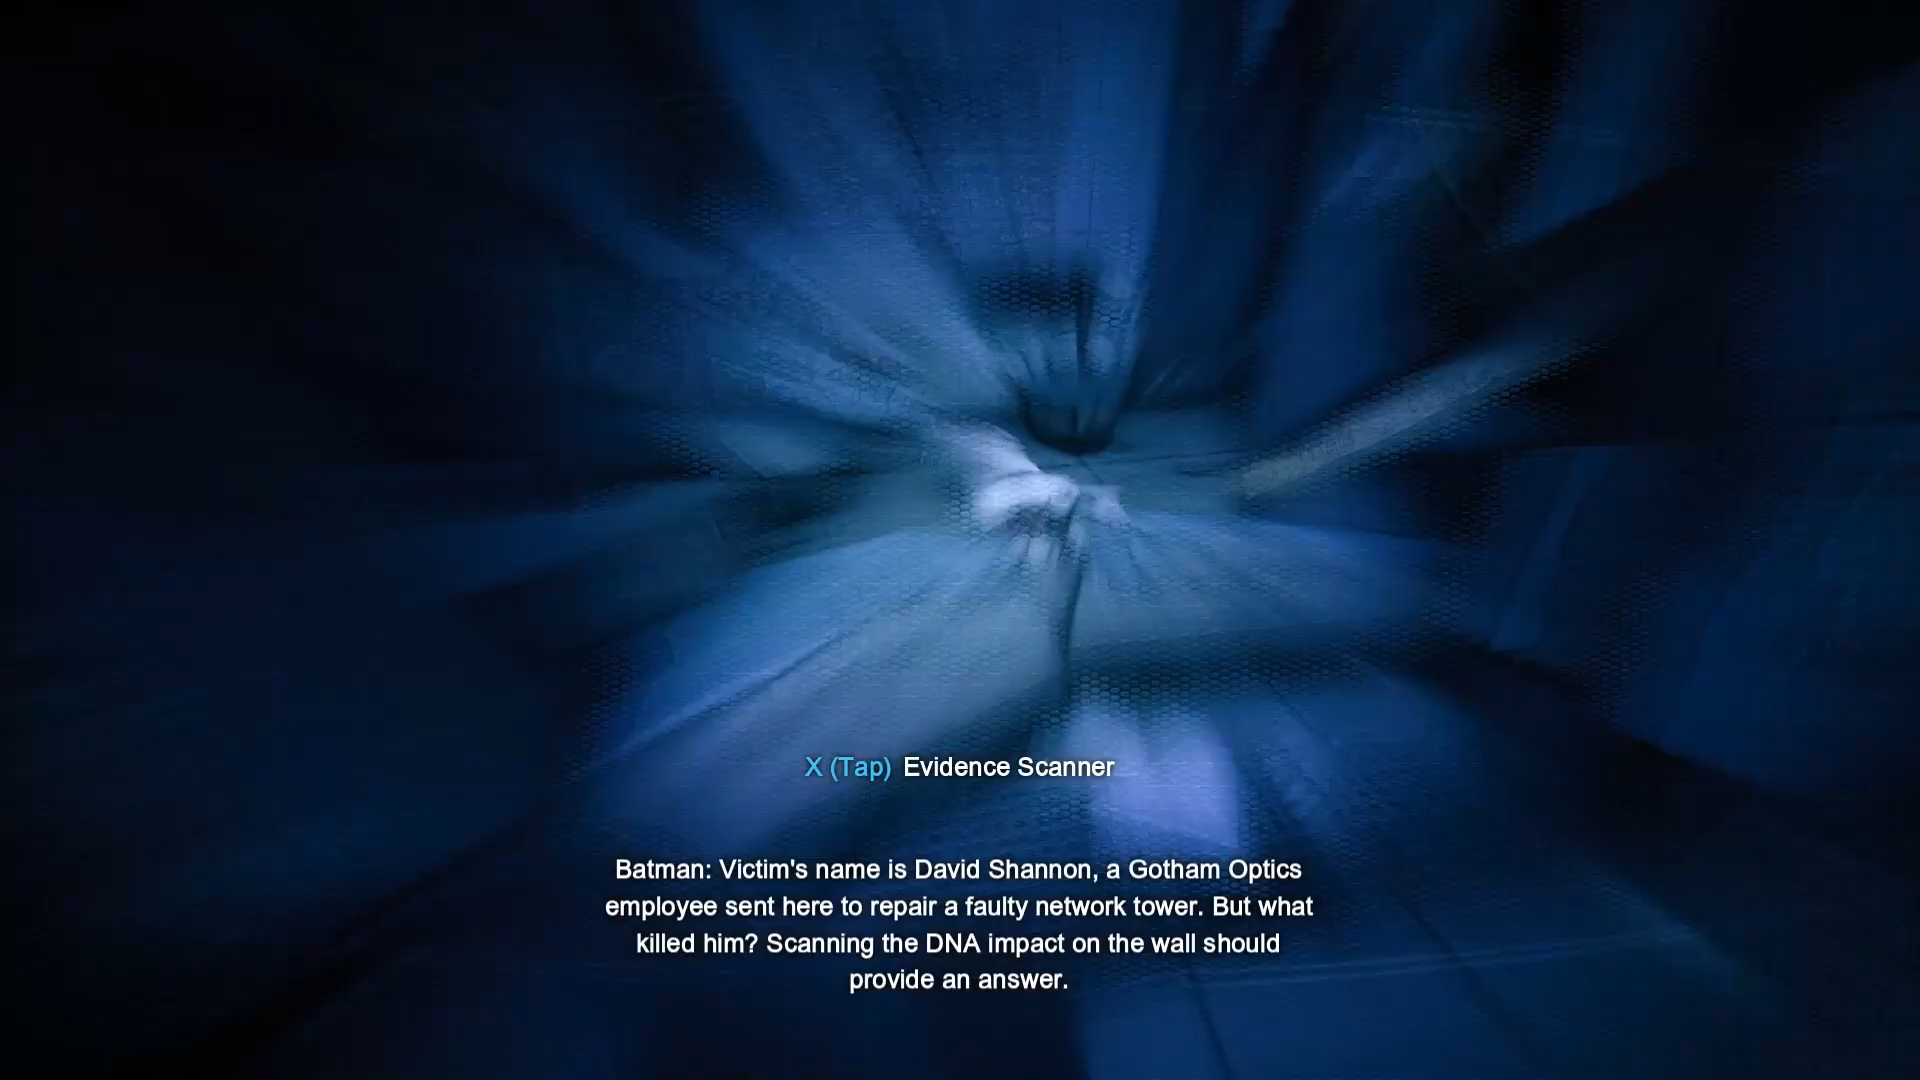 X (Tap) Evidence Scanner
Batman: Victim's name is David Shannon, a Gotham Optics
employee sent here to repair a faulty network tower. But what
killed him? Scanning the DNA impact on the wall should
provide an answer.